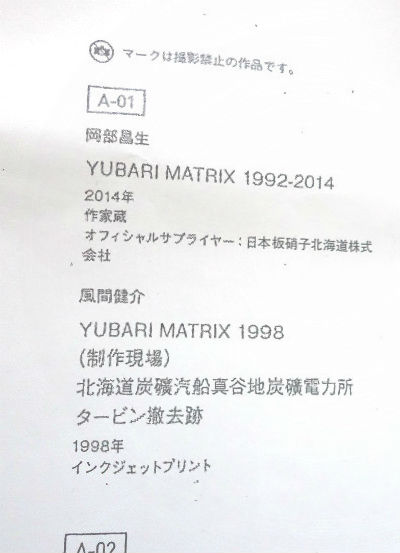 マークは撮影禁止の作品です。
A-01
岡部昌生
YUBARI MATRIX 1992-2014
2014年
作家蔵
オフィシャルサプライヤー：日本板硝子北海道株式
会社
風間健介
YUBARI MATRIX 1998
(制作現場)
北海道炭礦汽船真谷地炭礦電力所
タービン撤去跡
1998年
インクジェットプリント
A-02